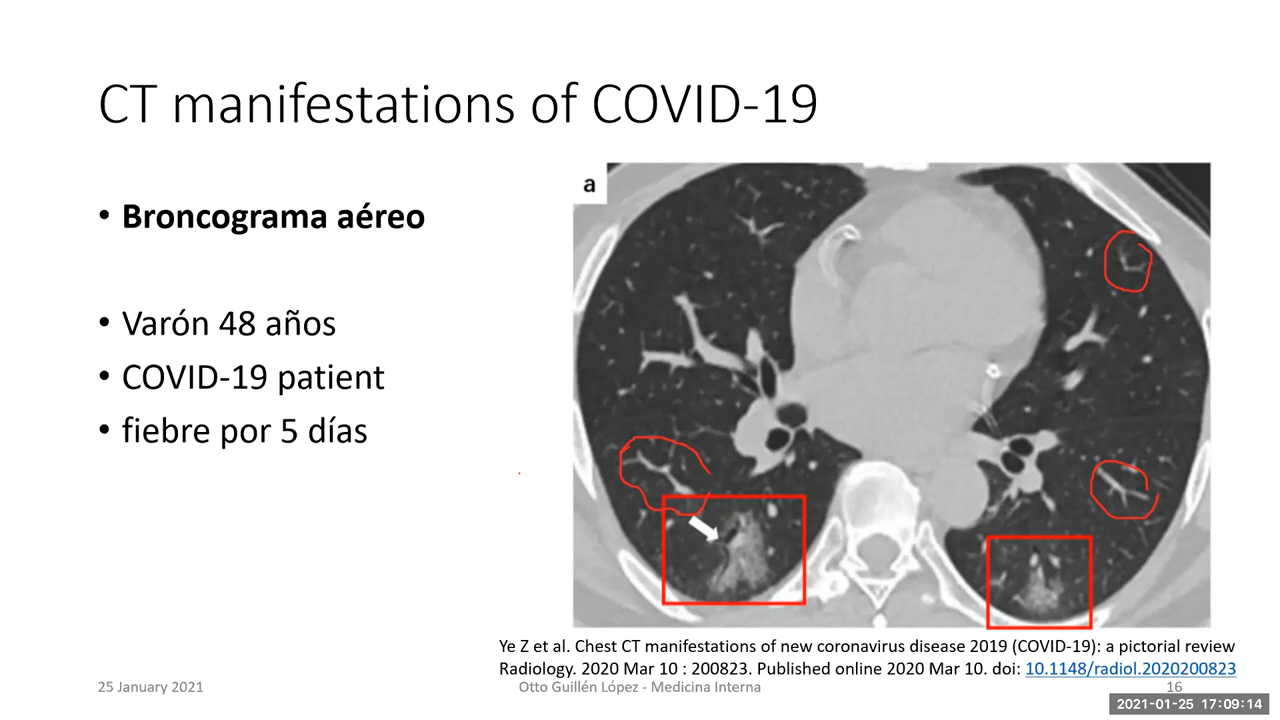 CT manifestations of COVID-19
• Broncograma aéreo
• Varón 48 años
• COVID-19 patient
• fiebre por 5 días
a
Ye Z et al. Chest CT manifestations of new coronavirus disease 2019 (COVID-19): a pictorial review
Radiology. 2020 Mar 10 : 200823. Published online 2020 Mar 10. doi: 10.1148/radiol.2020200823
25 January 2021
Otto Guillén López - Medicina Interna
16
2021-01-25 17:09:14